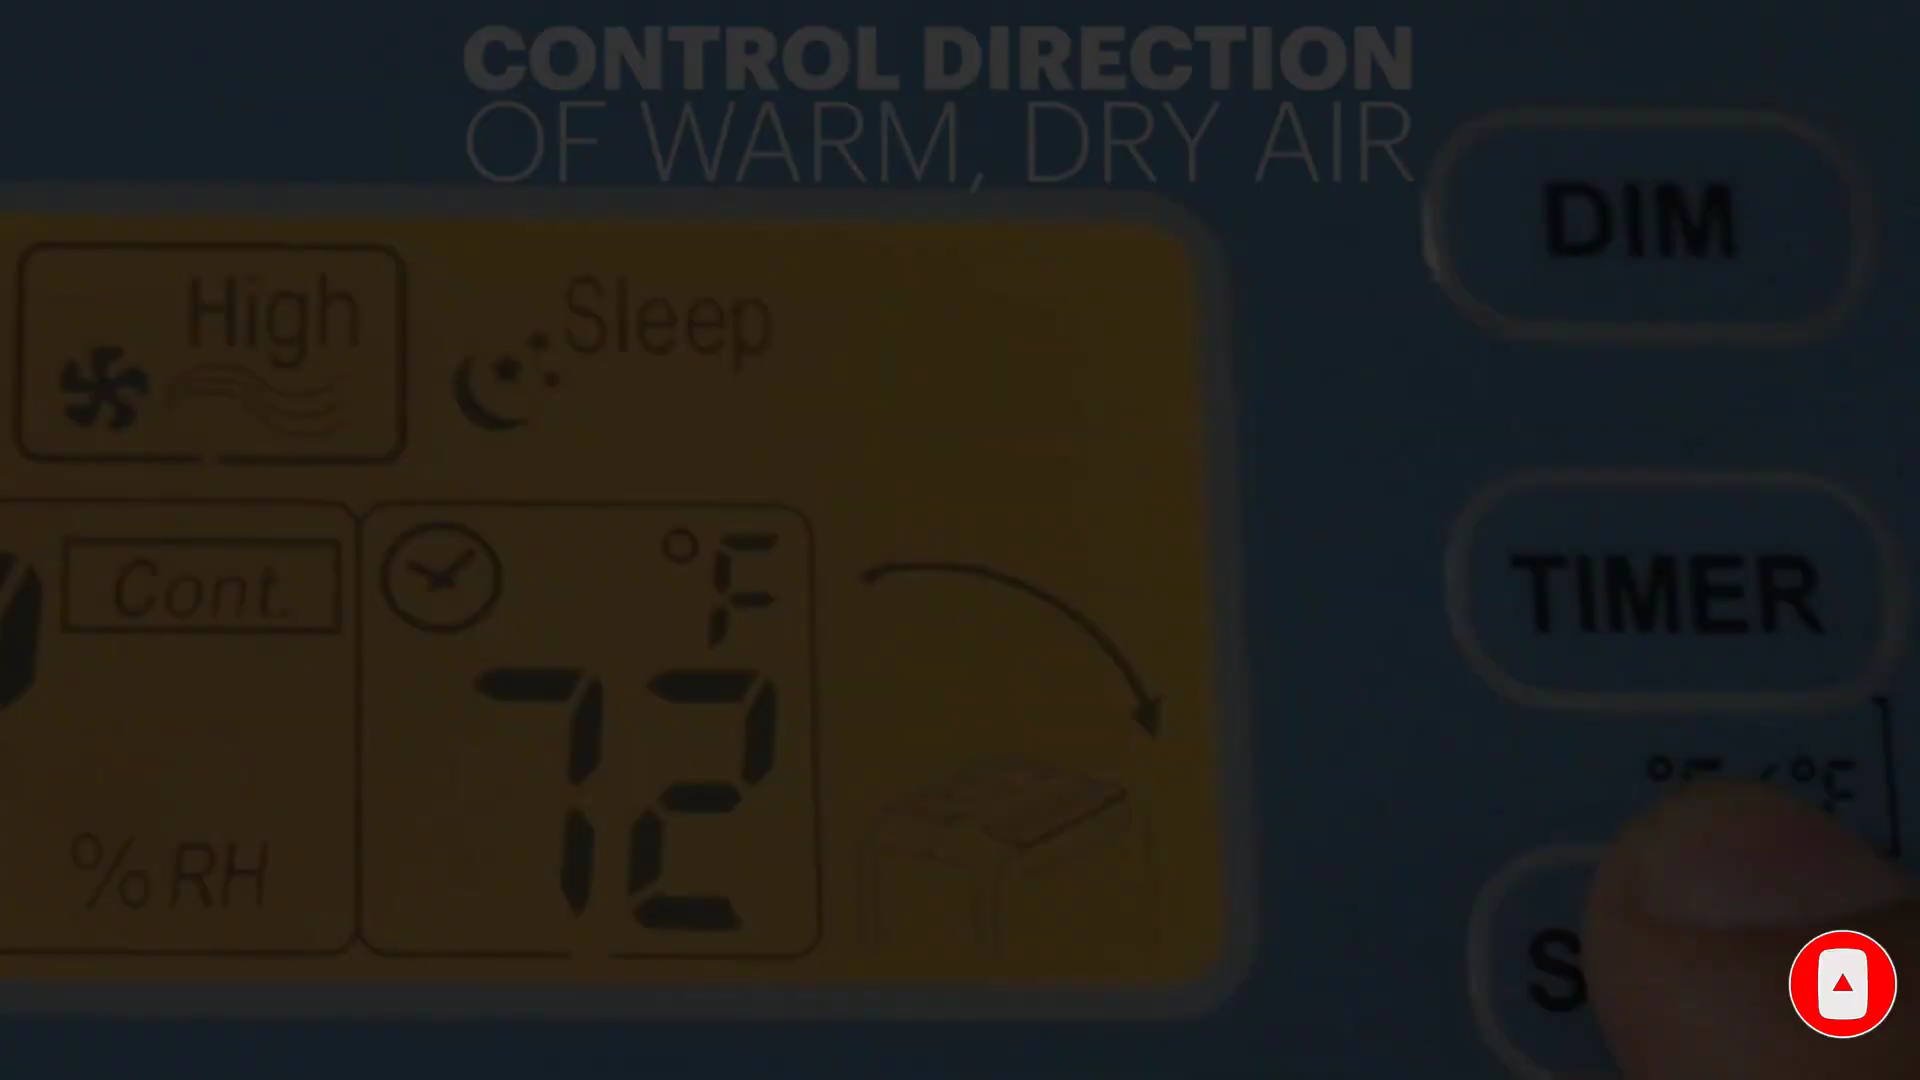 CONTROL DIRECTION
OF WARM, DRY AIR
DIM
High
Sleep
Cont.
°F
TIMER
72
% RH